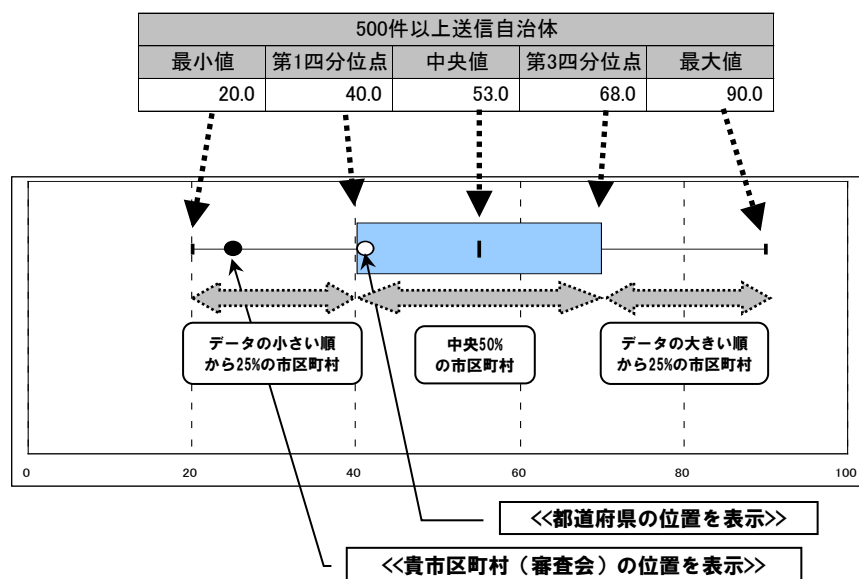 500件以上送信自治体
最小値 第1四分位点 中央値 第3四分位点 最大値
20.0 40.0 53.0 68.0 90.0
データの小さい順
から25%の市区町村
中央50%
の市区町村
データの大きい順
から25%の市区町村
0 20 40 60 80 100
<<都道府県の位置を表示>>
<<貴市区町村（審査会）の位置を表示>>